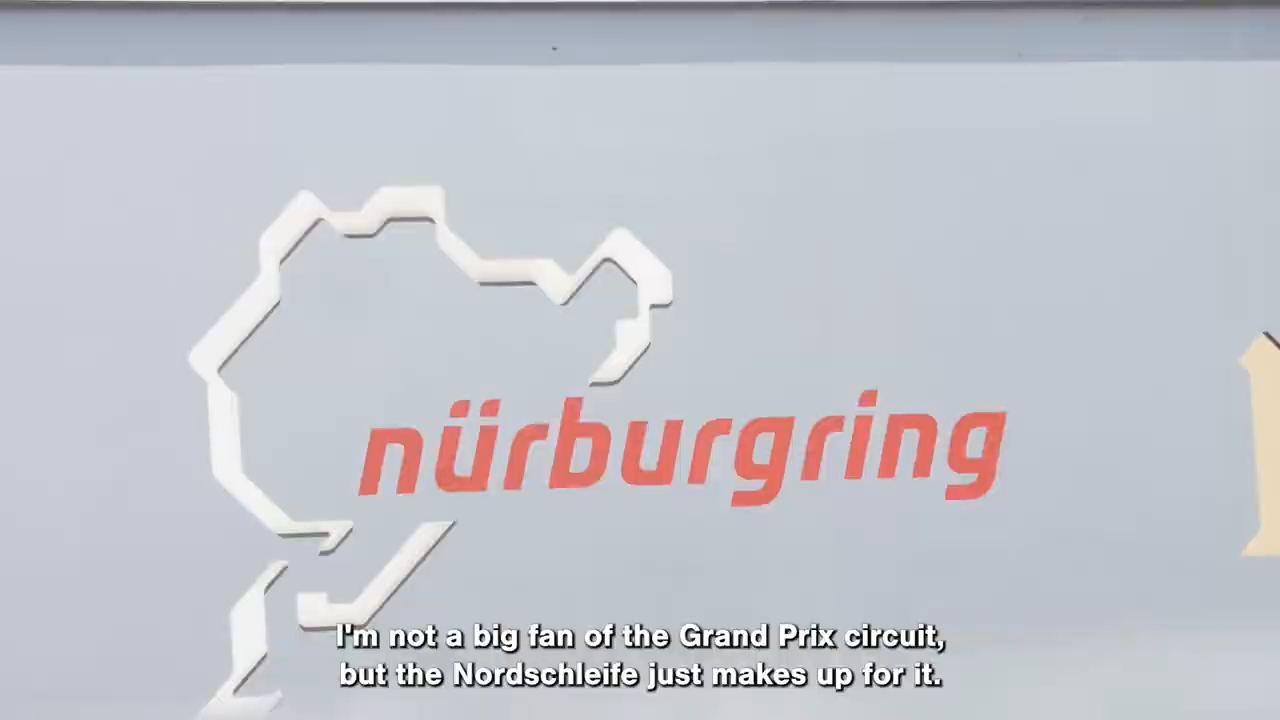 nürburgring
I'm not a big fan of the Grand Prix circuit,
but the Nordschleife just makes up for it.